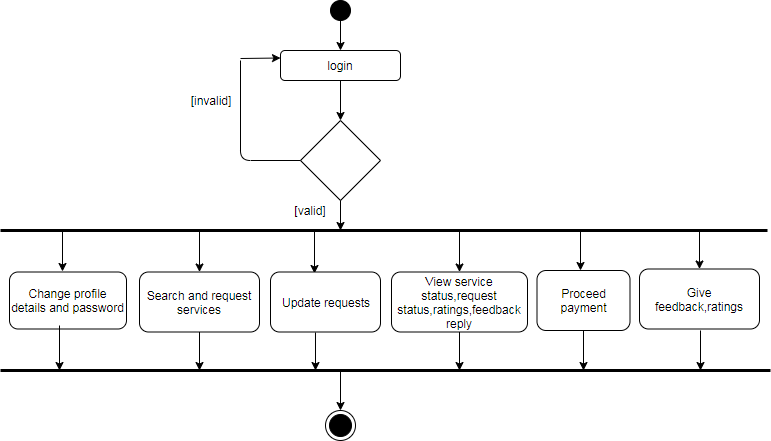 login
[invalid]
[valid]
Change profile
details and password
Search and request
services
Update requests
View service
status,request
status,ratings,feedback
reply
Proceed
payment
Give
feedback,ratings